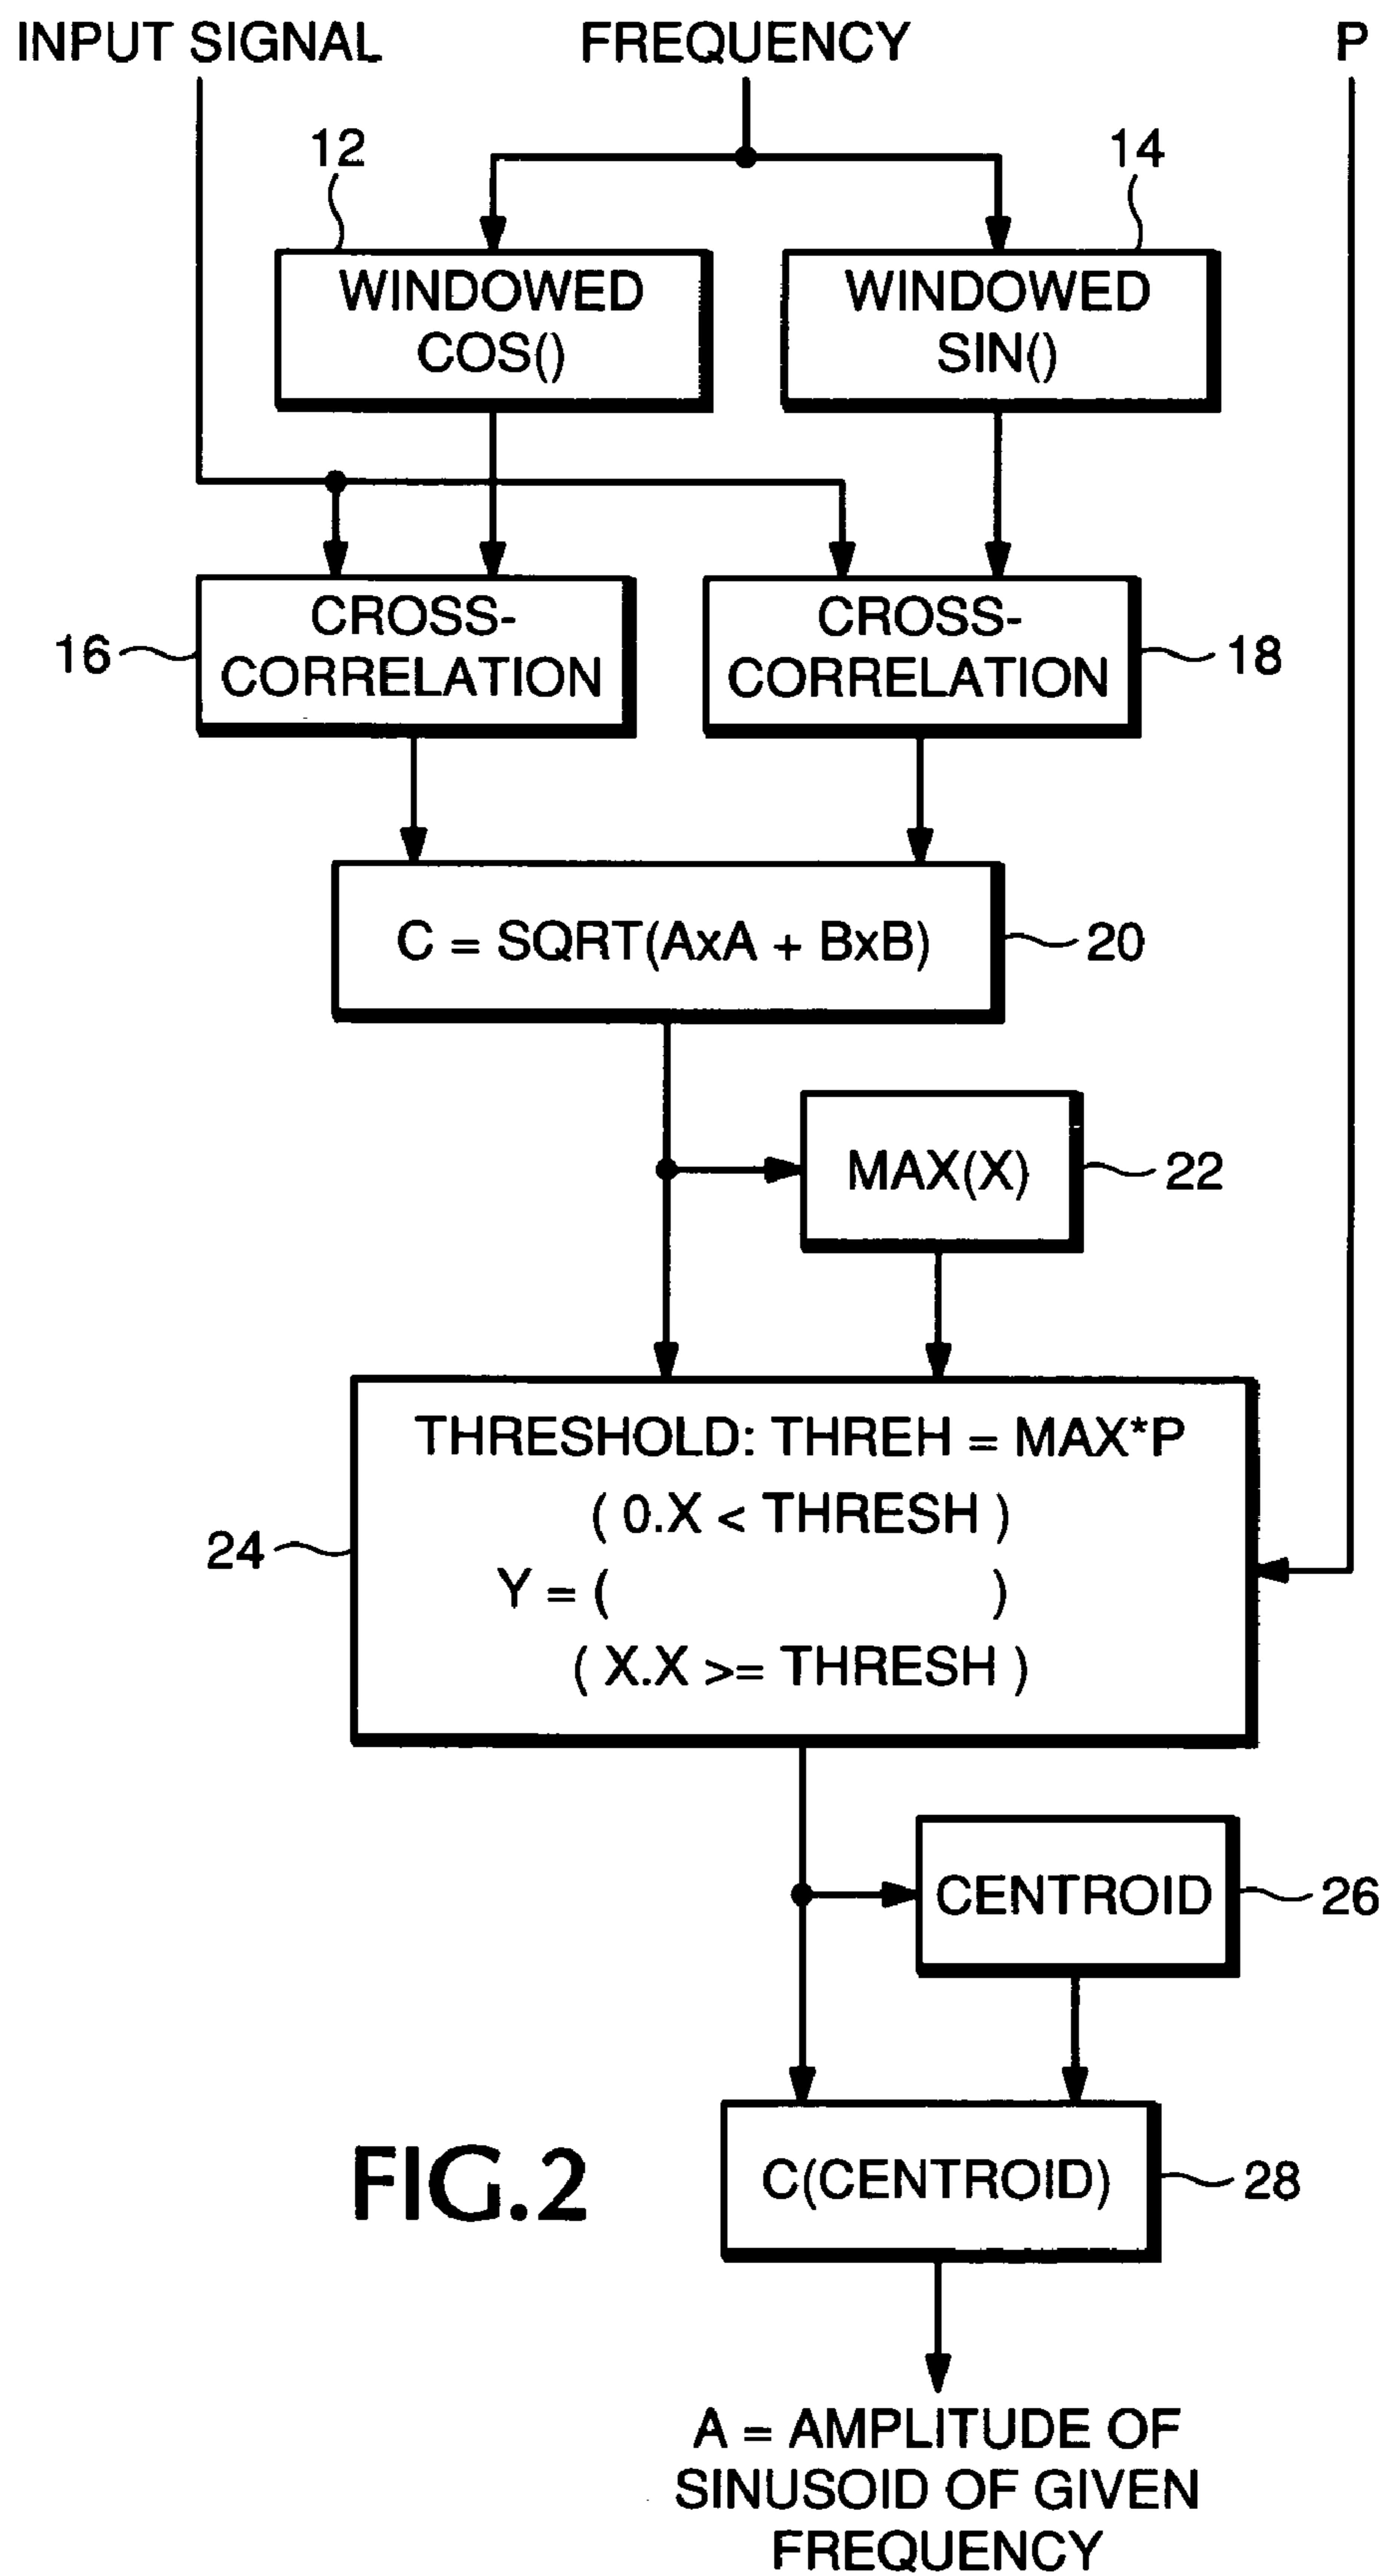 INPUT SIGNAL
FREQUENCY
P
12
14
WINDOWED
COS()
WINDOWED
SIN()
16
CROSS-
CORRELATION
CROSS-
CORRELATION
18
C = SQRT(AxA + BxB)
20
MAX(X)
22
THRESHOLD: THREH = MAX*P
( 0.X < THRESH )
24
Y = ( )
( X.X >= THRESH )
CENTROID
26
FIG.2
C(CENTROID)
28
A = AMPLITUDE OF
SINUSOID OF GIVEN
FREQUENCY